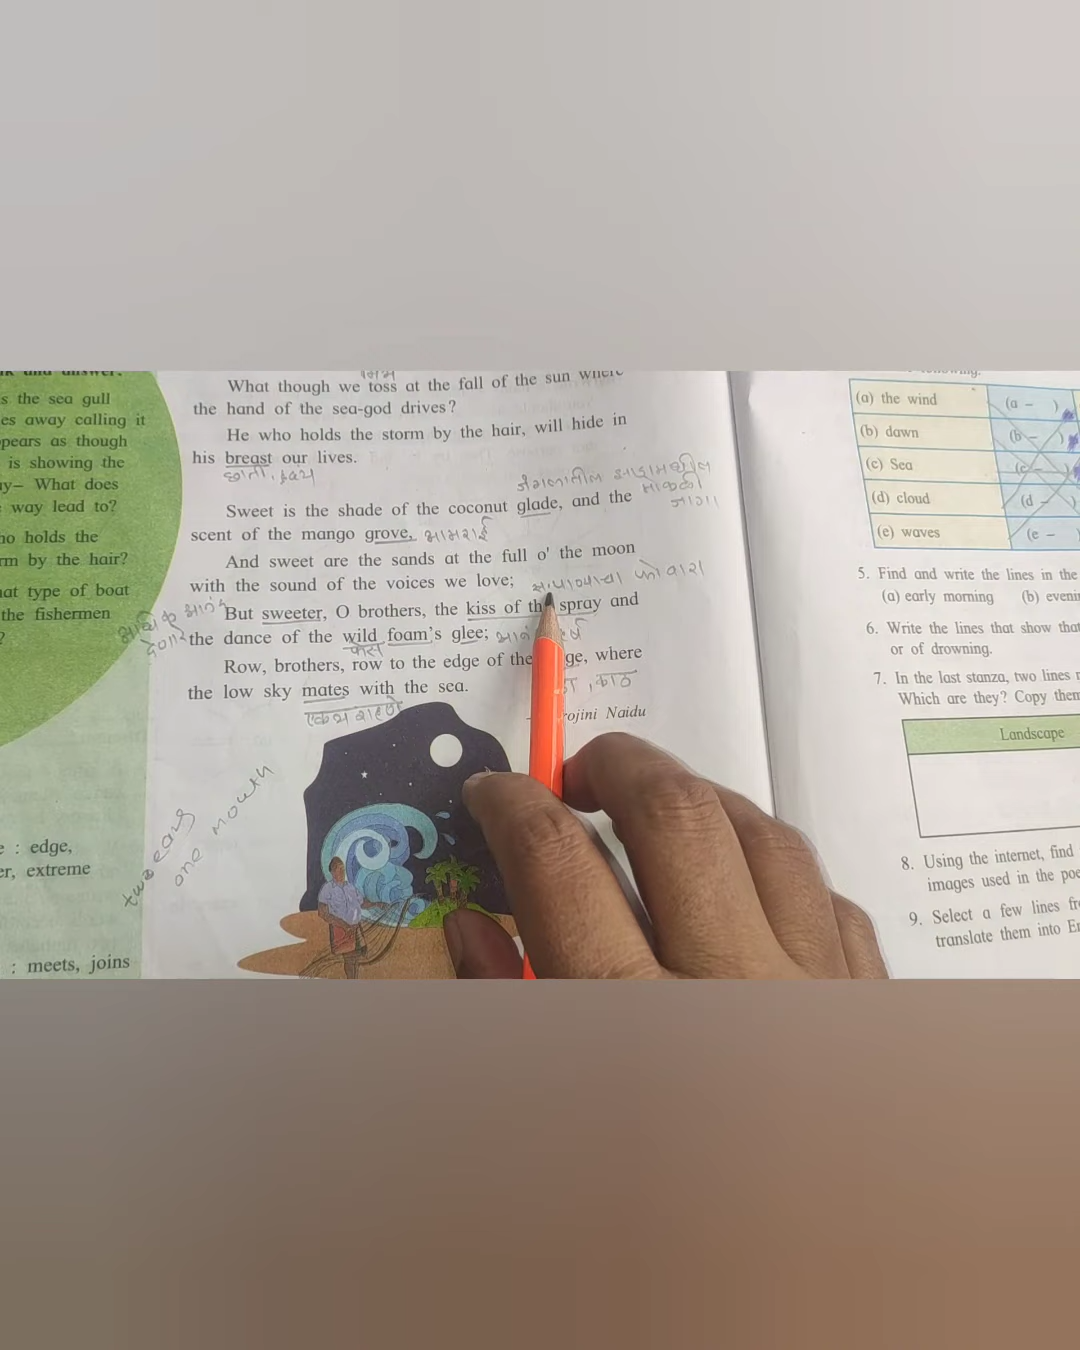 s the sea gull
es away calling it
pears as though
is showing the
y– What does
way lead to?
o holds the
rm by the hair?
at type of boat
the fishermen
?
e : edge,
er, extreme
: meets, joins
What though we toss at the fall of the sun where
the hand of the sea-god drives?
He who holds the storm by the hair, will hide in
his breast our lives.
छाती, हृदय
जंगलातील
मोकळी
जागा
Sweet is the shade of the coconut glade, and the
scent of the mango grove,
आमराई
And sweet are the sands at the full o' the moon
with the sound of the voices we love;
अधिक आनंद
देणारे
But sweeter, O brothers, the kiss of the spray and
the dance of the wild foam's glee;
फेस
Row, brothers, row to the edge of the ge, where
the low sky mates with the sea.
, काठ
rojini Naidu
two ears
one mouth
(a) the wind (a – )
(b) dawn (b – )
(c) Sea (c – )
(d) cloud (d – )
(e) waves (e – )
5. Find and write the lines in the
(a) early morning (b) eveni
6. Write the lines that show that
or of drowning.
7. In the last stanza, two lines
Which are they? Copy them
Landscape
8. Using the internet, find
images used in the poe
9. Select a few lines fr
translate them into